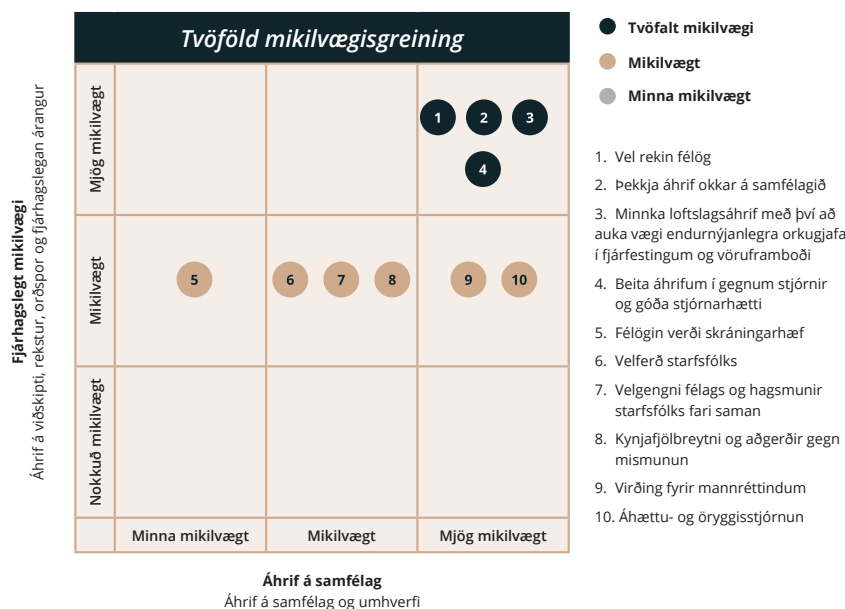 Tvöföld mikilvægisgreining
Fjárhagslegt mikilvægi
Áhrif á viðskipti, rekstur, orðspor og fjárhagslegan árangur
Mjög mikilvægt
1
2
3
4
Mikilvægt
5
6
7
8
9
10
Nokkuð mikilvægt
Minna mikilvægt
Mikilvægt
Mjög mikilvægt
Áhrif á samfélag
Áhrif á samfélag og umhverfi
Tvöfalt mikilvægi
Mikilvægt
Minna mikilvægt
1. Vel rekin félög
2. Þekkja áhrif okkar á samfélagið
3. Minnka loftslagsáhrif með því að
auka vægi endurnýjanlegra orkugjafa
í fjárfestingum og vöruframboði
4. Beita áhrifum í gegnum stjórnir
og góða stjórnarhætti
5. Félögin verði skráningarhæf
6. Velferð starfsfólks
7. Velgengni félags og hagsmunir
starfsfólks fari saman
8. Kynjafjölbreytni og aðgerðir gegn
mismunun
9. Virðing fyrir mannréttindum
10. Áhættu- og öryggisstjórnun